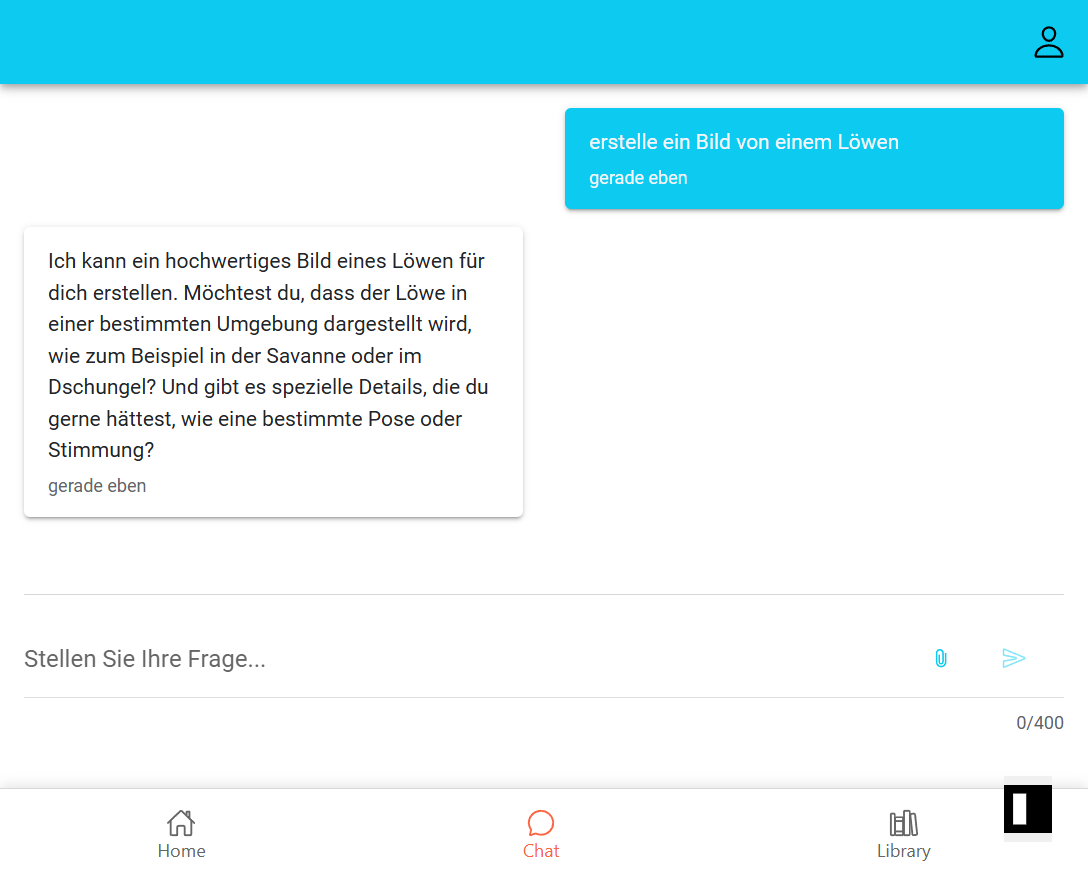 erstelle ein Bild von einem Löwen
gerade eben
Ich kann ein hochwertiges Bild eines Löwen für
dich erstellen. Möchtest du, dass der Löwe in
einer bestimmten Umgebung dargestellt wird,
wie zum Beispiel in der Savanne oder im
Dschungel? Und gibt es spezielle Details, die du
gerne hättest, wie eine bestimmte Pose oder
Stimmung?
gerade eben
Stellen Sie Ihre Frage...
0/400
Home
Chat
Library